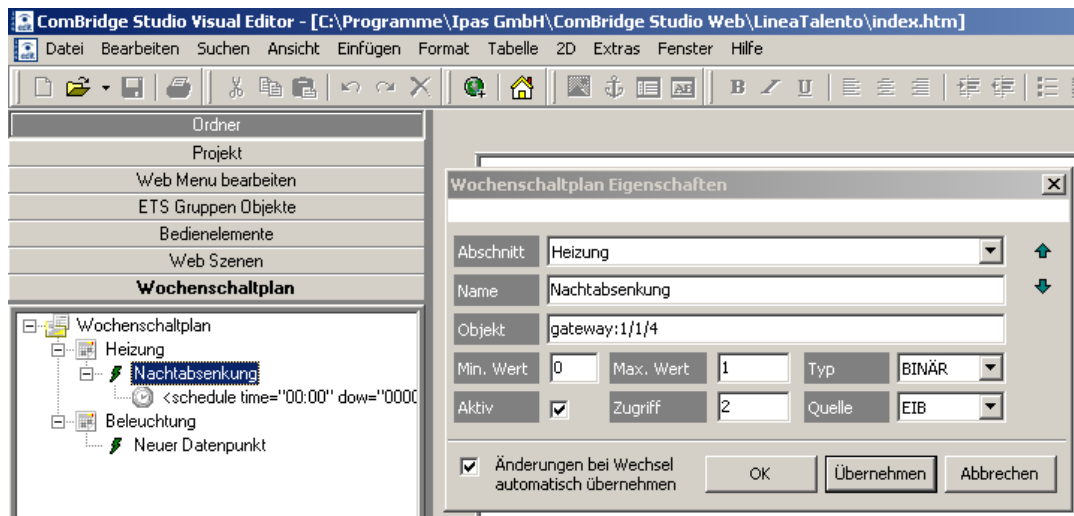 ComBridge Studio Visual Editor - [C:\Programme\Ipas GmbH\ComBridge Studio Web\LineaTalento\index.htm]
Datei Bearbeiten Suchen Ansicht Einfügen Format Tabelle 2D Extras Fenster Hilfe
B I U
Ordner
Projekt
Web Menu bearbeiten
ETS Gruppen Objekte
Bedienelemente
Web Szenen
Wochenschaltplan
Wochenschaltplan
Heizung
Nachtabsenkung
<schedule time="00:00" dow="0000
Beleuchtung
Neuer Datenpunkt
Wochenschaltplan Eigenschaften
Abschnitt Heizung
Name Nachtabsenkung
Objekt gateway:1/1/4
Min. Wert 0 Max. Wert 1 Typ BINÄR
Aktiv Zugriff 2 Quelle EIB
Änderungen bei Wechsel
automatisch übernehmen
OK Übernehmen Abbrechen